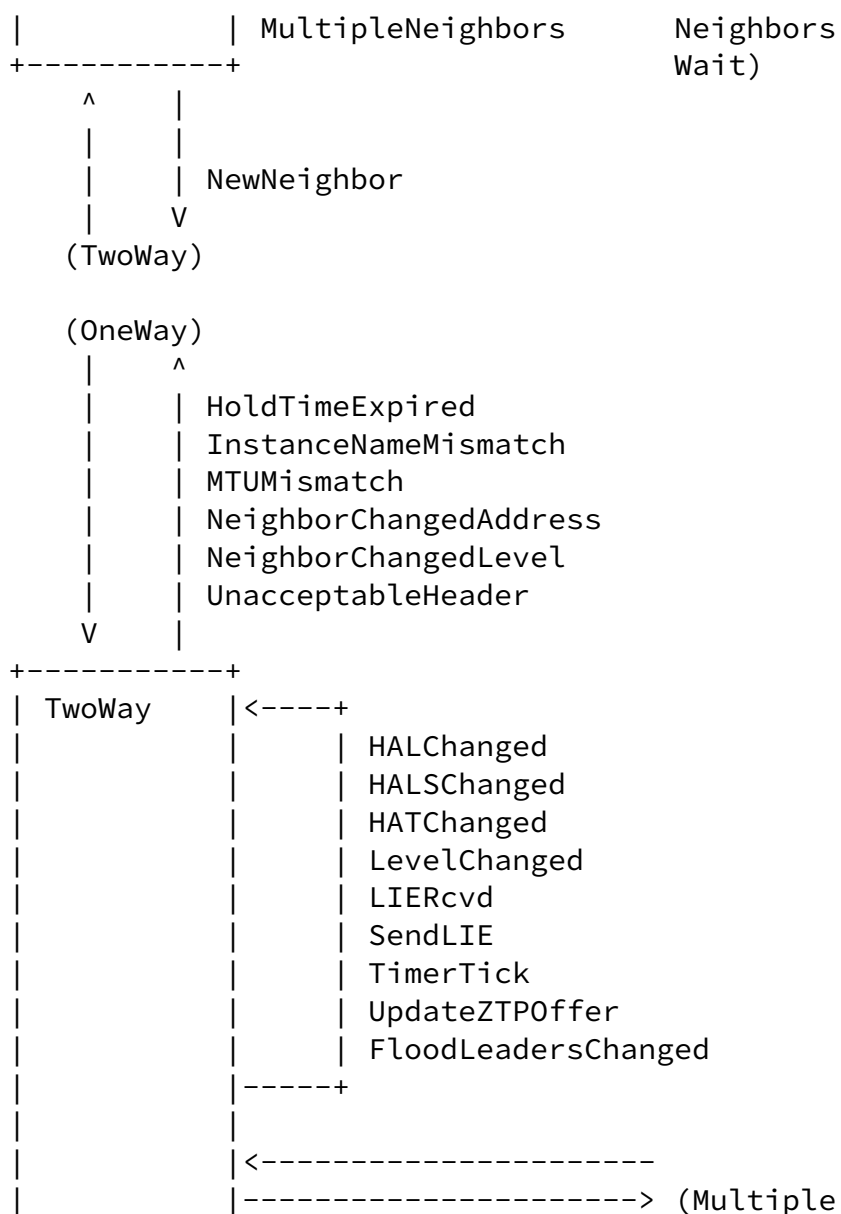 |           | MultipleNeighbors      Neighbors
+-----------+                        Wait)
    ^    |
    |    |
    |    | NewNeighbor
    |    V
   (TwoWay)

   (OneWay)
    |    ^
    |    | HoldTimeExpired
    |    | InstanceNameMismatch
    |    | MTUMismatch
    |    | NeighborChangedAddress
    |    | NeighborChangedLevel
    |    | UnacceptableHeader
    V    |
+-----------+
| TwoWay    |<----+
|           |     | HALChanged
|           |     | HALSChanged
|           |     | HATChanged
|           |     | LevelChanged
|           |     | LIERcvd
|           |     | SendLIE
|           |     | TimerTick
|           |     | UpdateZTPOffer
|           |     | FloodLeadersChanged
|           |-----+
|           |
|           |<----------------------
|           |----------------------> (Multiple